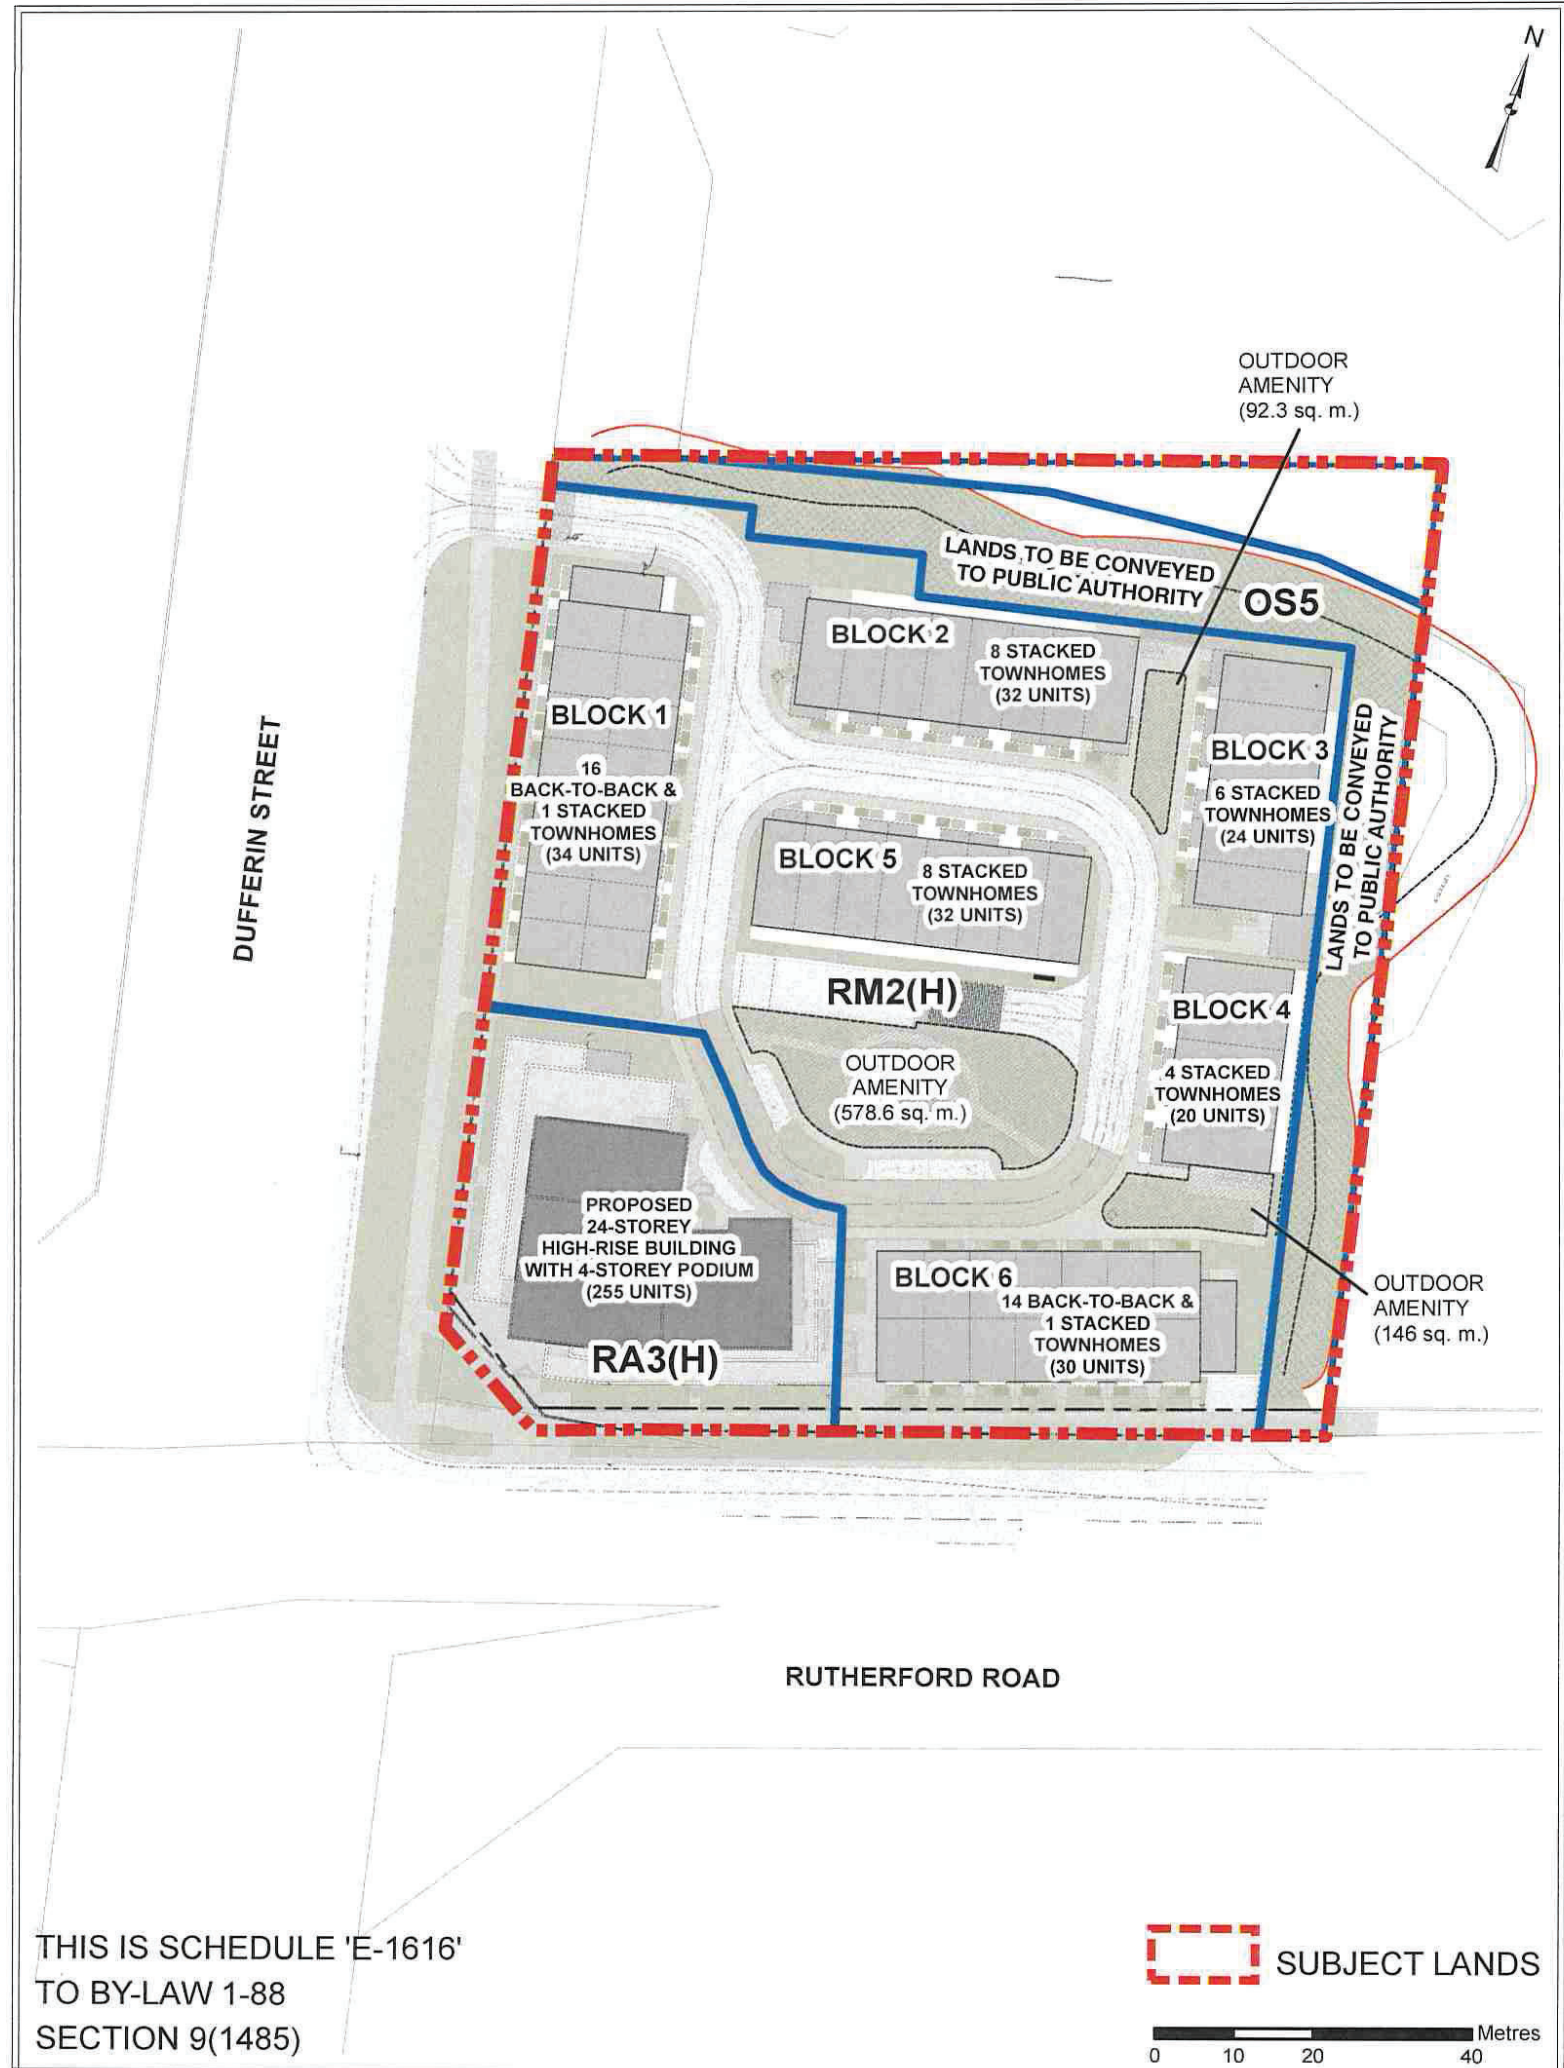 N
OUTDOOR
AMENITY
(92.3 sq. m.)
LANDS TO BE CONVEYED
TO PUBLIC AUTHORITY
OS5
BLOCK 2
8 STACKED
TOWNHOMES
(32 UNITS)
BLOCK 1
16
BACK-TO-BACK &
1 STACKED
TOWNHOMES
(34 UNITS)
BLOCK 3
6 STACKED
TOWNHOMES
(24 UNITS)
LANDS TO BE CONVEYED
TO PUBLIC AUTHORITY
DUFFERIN STREET
BLOCK 5
8 STACKED
TOWNHOMES
(32 UNITS)
RM2(H)
BLOCK 4
4 STACKED
TOWNHOMES
(20 UNITS)
OUTDOOR
AMENITY
(578.6 sq. m.)
PROPOSED
24-STOREY
HIGH-RISE BUILDING
WITH 4-STOREY PODIUM
(255 UNITS)
RA3(H)
BLOCK 6
14 BACK-TO-BACK &
1 STACKED
TOWNHOMES
(30 UNITS)
OUTDOOR
AMENITY
(146 sq. m.)
RUTHERFORD ROAD
THIS IS SCHEDULE 'E-1616'
TO BY-LAW 1-88
SECTION 9(1485)
SUBJECT LANDS
Metres
0 10 20 40